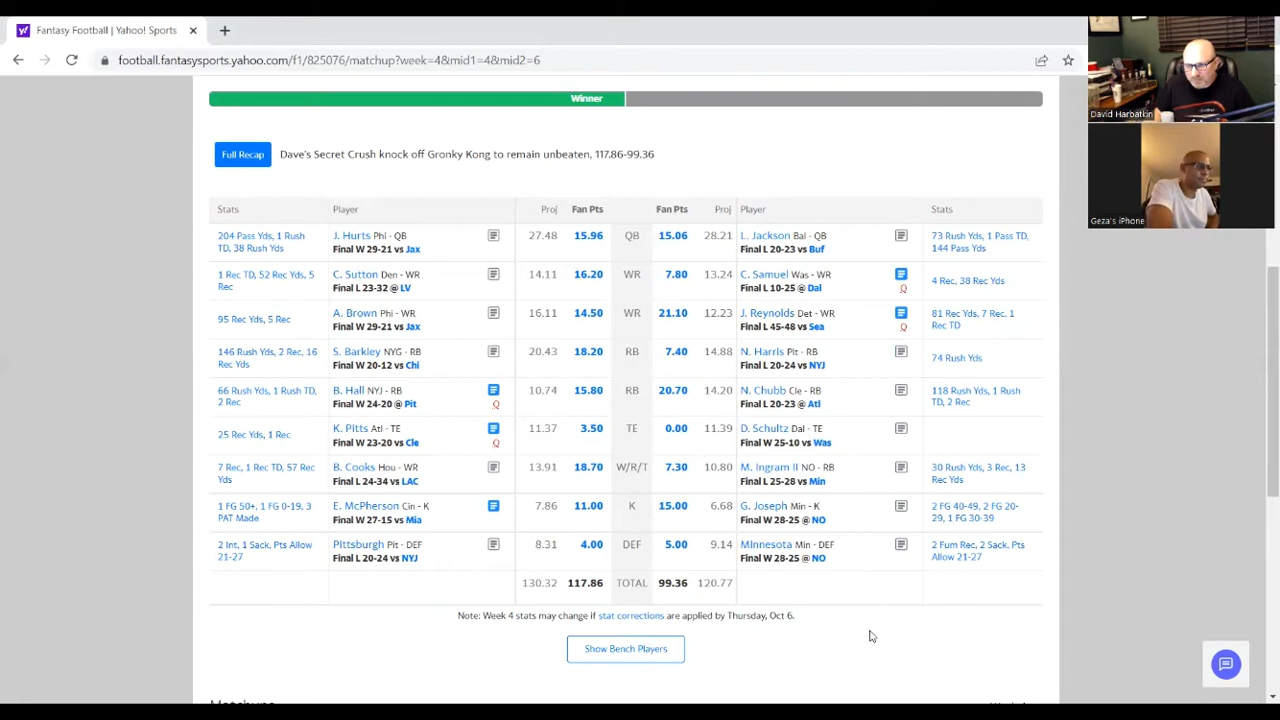 Fantasy Football | Yahoo! Sports
football.fantasysports.yahoo.com/f1/825076/matchup?week=4&mid1=4&mid2=6
David Harbatkin
Geza's iPhone
Winner
Full Recap Dave's Secret Crush knock off Gronky Kong to remain unbeaten, 117.86-99.36
Stats Player Proj Fan Pts Fan Pts Proj Player Stats
204 Pass Yds, 1 Rush J. Hurts Phi - QB 27.48 15.96 QB 15.06 28.21 L. Jackson Bal - QB 73 Rush Yds, 1 Pass TD,
TD, 38 Rush Yds Final W 29-21 vs Jax Final L 20-23 vs Buf 144 Pass Yds
1 Rec TD, 52 Rec Yds, 5 C. Sutton Den - WR 14.11 16.20 WR 7.80 13.24 C. Samuel Was - WR 4 Rec, 38 Rec Yds
Rec Final L 23-32 @ LV Final L 10-25 @ Dal Q
95 Rec Yds, 5 Rec A. Brown Phi - WR 16.11 14.50 WR 21.10 12.23 J. Reynolds Det - WR 81 Rec Yds, 7 Rec, 1
Final W 29-21 vs Jax Final L 45-48 vs Sea Q Rec TD
146 Rush Yds, 2 Rec, 16 S. Barkley NYG - RB 20.43 18.20 RB 7.40 14.88 N. Harris Pit - RB 74 Rush Yds
Rec Yds Final W 20-12 vs Chi Final L 20-24 vs NYJ
66 Rush Yds, 1 Rush TD, B. Hall NYJ - RB 10.74 15.80 RB 20.70 14.20 N. Chubb Cle - RB 118 Rush Yds, 1 Rush
2 Rec Final W 24-20 @ Pit Q Final L 20-23 @ Atl TD, 2 Rec
25 Rec Yds, 1 Rec K. Pitts Atl - TE 11.37 3.50 TE 0.00 11.39 D. Schultz Dal - TE
Final W 23-20 vs Cle Q Final W 25-10 vs Was
7 Rec, 1 Rec TD, 57 Rec B. Cooks Hou - WR 13.91 18.70 W/R/T 7.30 10.80 M. Ingram II NO - RB 30 Rush Yds, 3 Rec, 13
Yds Final L 24-34 vs LAC Final L 25-28 vs Min Rec Yds
1 FG 50+, 1 FG 0-19, 3 E. McPherson Cin - K 7.86 11.00 K 15.00 6.68 G. Joseph Min - K 2 FG 40-49, 2 FG 20-
PAT Made Final W 27-15 vs Mia Final W 28-25 @ NO 29, 1 FG 30-39
2 Int, 1 Sack, Pts Allow Pittsburgh Pit - DEF 8.31 4.00 DEF 5.00 9.14 Minnesota Min - DEF 2 Fum Rec, 2 Sack, Pts
21-27 Final L 20-24 vs NYJ Final W 28-25 @ NO Allow 21-27
130.32 117.86 TOTAL 99.36 120.77
Note: Week 4 stats may change if stat corrections are applied by Thursday, Oct 6.
Show Bench Players